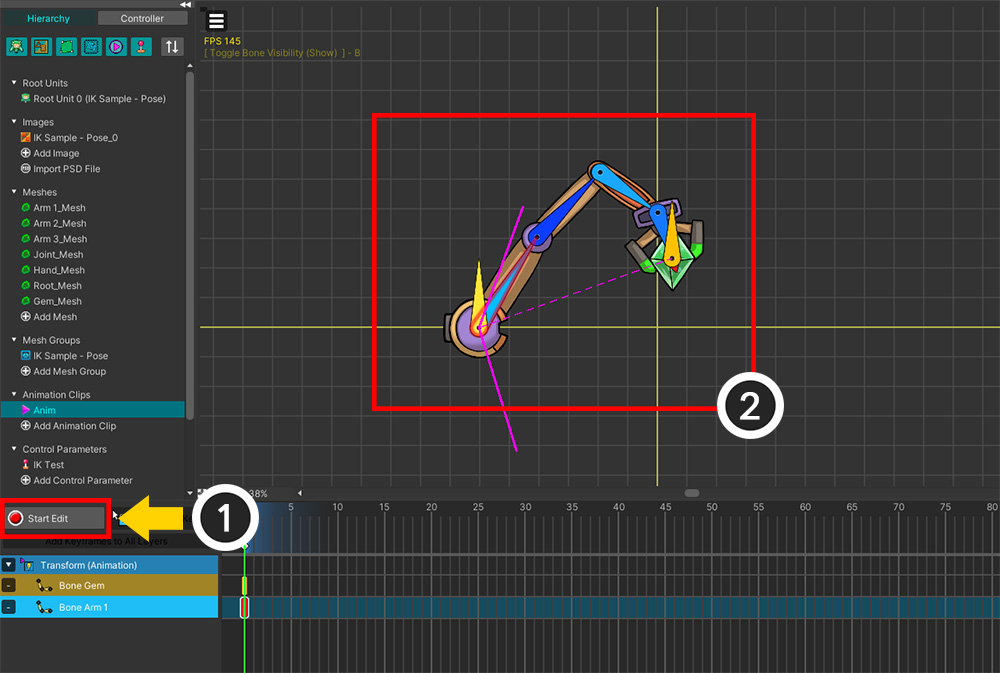 Hierarchy
Controller
FPS 145
[ Toggle Bone Visibility (Show) ] - B
Root Units
Root Unit 0 (IK Sample - Pose)
Images
IK Sample - Pose_0
Add Image
Import PSD File
Meshes
Arm 1_Mesh
Arm 2_Mesh
Arm 3_Mesh
Joint_Mesh
Hand_Mesh
Root_Mesh
Gem_Mesh
Add Mesh
Mesh Groups
IK Sample - Pose
Add Mesh Group
Animation Clips
Anim
Add Animation Clip
Control Parameters
IK Test
Add Control Parameter
2
38%
Start Edit
1
5 10 15 20 25 30 35 40 45 50 55 60 65 70 75 80
Add Keyframes to All Layers
Transform (Animation)
Bone Gem
Bone Arm 1